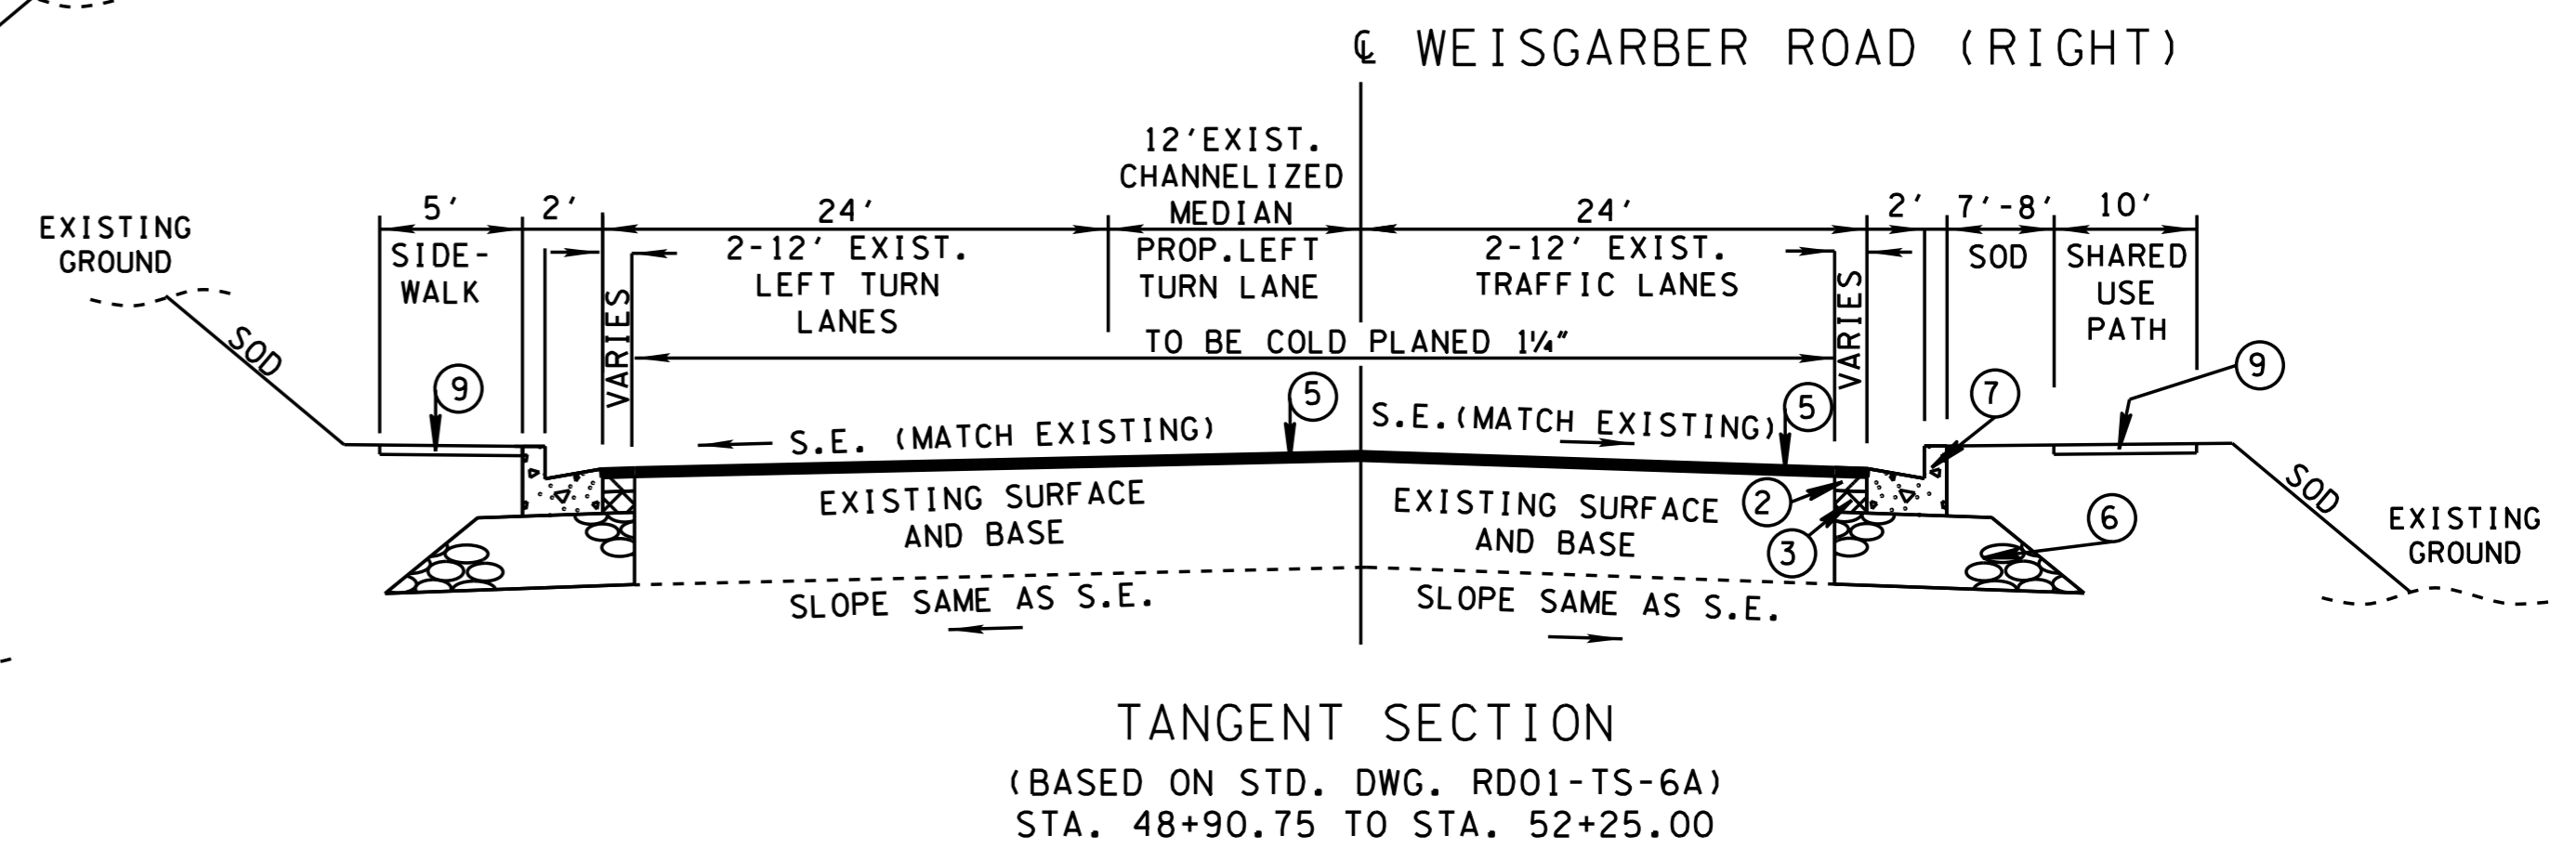 ℄ WEISGARBER ROAD (RIGHT)
12'EXIST.
CHANNELIZED
MEDIAN
PROP.LEFT
TURN LANE
5'
2'
24'
24'
2'
7'-8'
10'
EXISTING
GROUND
SIDE-
WALK
2-12' EXIST.
LEFT TURN
LANES
2-12' EXIST.
TRAFFIC LANES
SOD
SHARED
USE
PATH
VARIES
VARIES
TO BE COLD PLANED 1¼"
SOD
9
5
5
7
9
S.E. (MATCH EXISTING)
S.E.(MATCH EXISTING)
EXISTING SURFACE
AND BASE
EXISTING SURFACE
AND BASE
2
3
6
SOD
EXISTING
GROUND
SLOPE SAME AS S.E.
SLOPE SAME AS S.E.
TANGENT SECTION
(BASED ON STD. DWG. RD01-TS-6A)
STA. 48+90.75 TO STA. 52+25.00